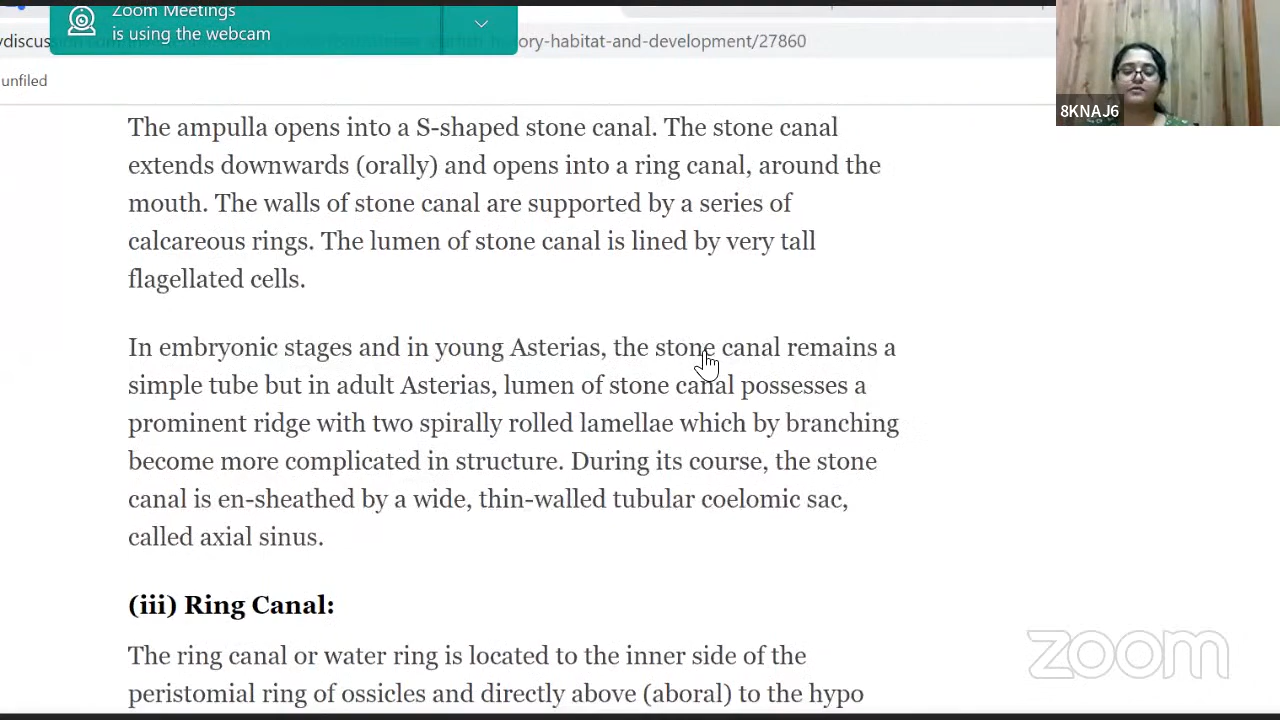 Zoom Meetings
is using the webcam
ory-habitat-and-development/27860
unfiled
8KNAJ6
The ampulla opens into a S-shaped stone canal. The stone canal
extends downwards (orally) and opens into a ring canal, around the
mouth. The walls of stone canal are supported by a series of
calcareous rings. The lumen of stone canal is lined by very tall
flagellated cells.
In embryonic stages and in young Asterias, the stone canal remains a
simple tube but in adult Asterias, lumen of stone canal possesses a
prominent ridge with two spirally rolled lamellae which by branching
become more complicated in structure. During its course, the stone
canal is en-sheathed by a wide, thin-walled tubular coelomic sac,
called axial sinus.
(iii) Ring Canal:
The ring canal or water ring is located to the inner side of the
peristomial ring of ossicles and directly above (aboral) to the hypo
zoom